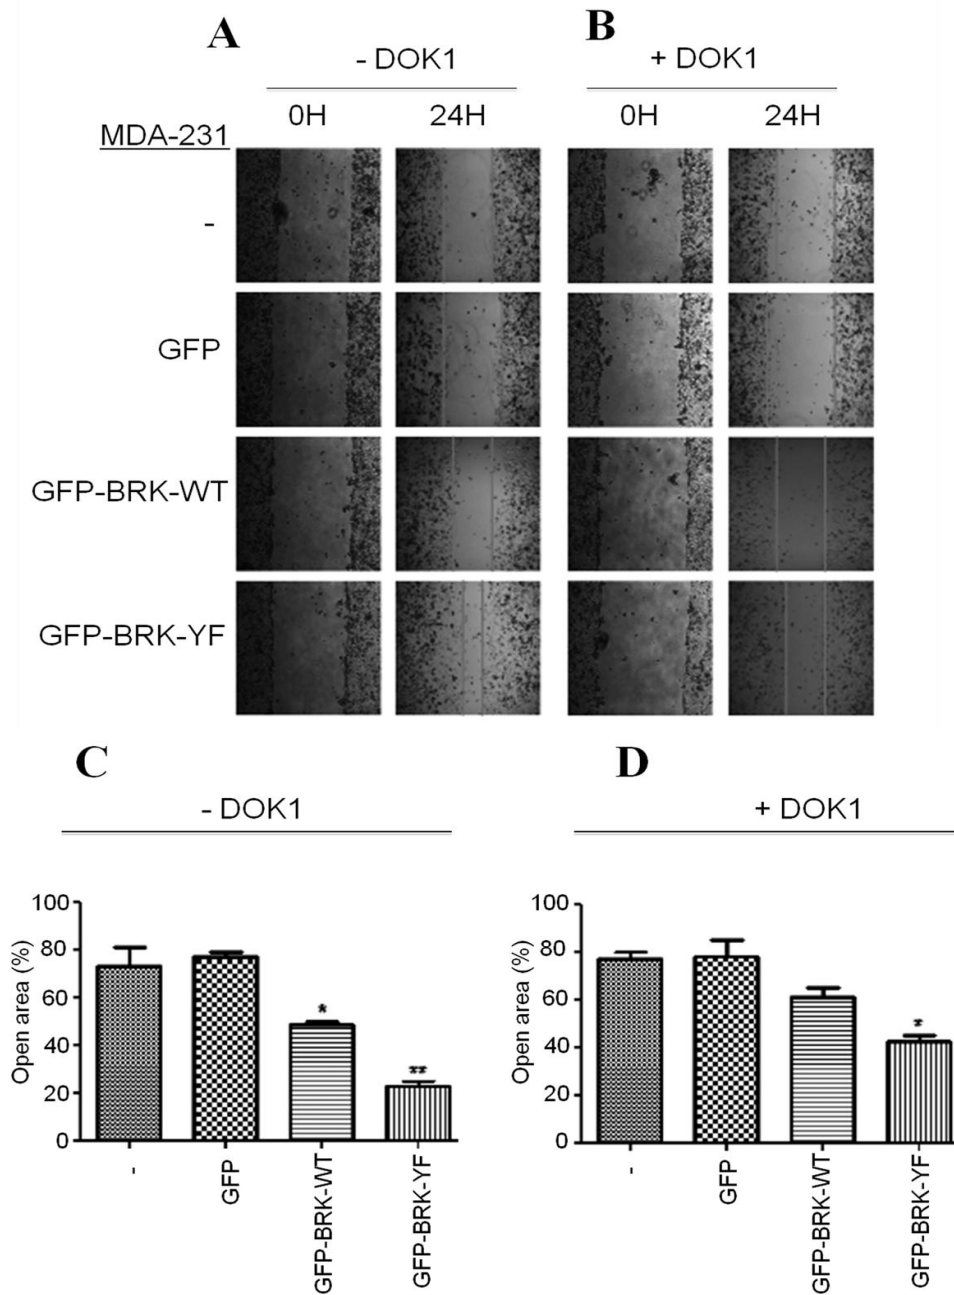 A
B
- DOK1
+ DOK1
0H
24H
0H
24H
MDA-231
-
GFP
GFP-BRK-WT
GFP-BRK-YF
C
D
- DOK1
+ DOK1
Open area (%)
100
80
60
40
20
0
*
**
-
GFP
GFP-BRK-WT
GFP-BRK-YF
Open area (%)
100
80
60
40
20
0
*
-
GFP
GFP-BRK-WT
GFP-BRK-YF